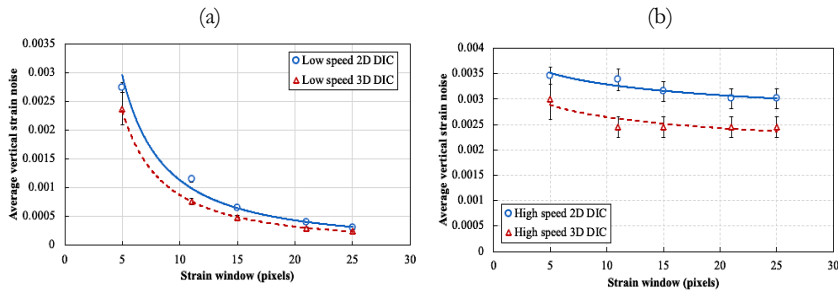 (a)
0.0035
0.003
0.0025
0.002
0.0015
0.001
0.0005
0
0 5 10 15 20 25 30
Average vertical strain noise
Strain window (pixels)
Low speed 2D DIC
Low speed 3D DIC
(b)
0.004
0.0035
0.003
0.0025
0.002
0.0015
0.001
0.0005
0
0 5 10 15 20 25 30
Average vertical strain noise
Strain window (pixels)
High speed 2D DIC
High speed 3D DIC